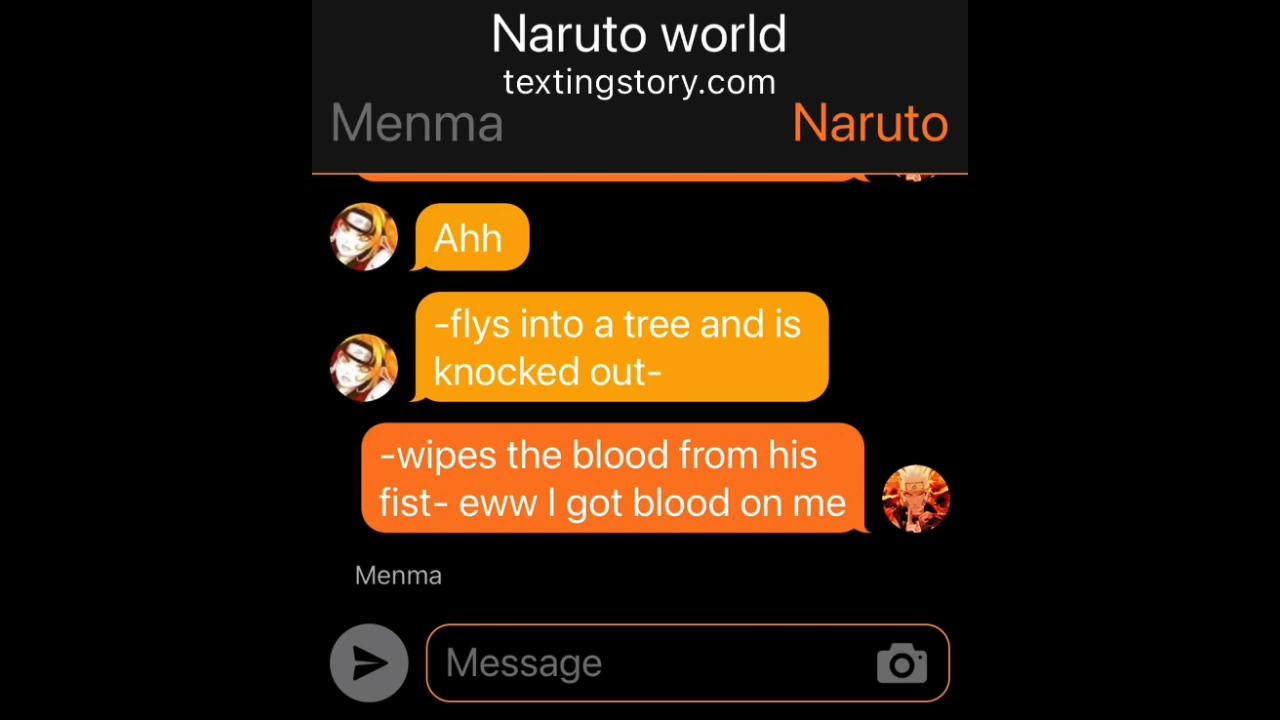 Naruto world
textingstory.com
Menma
Naruto
Ahh
-flys into a tree and is
knocked out-
-wipes the blood from his
fist- eww I got blood on me
Menma
Message